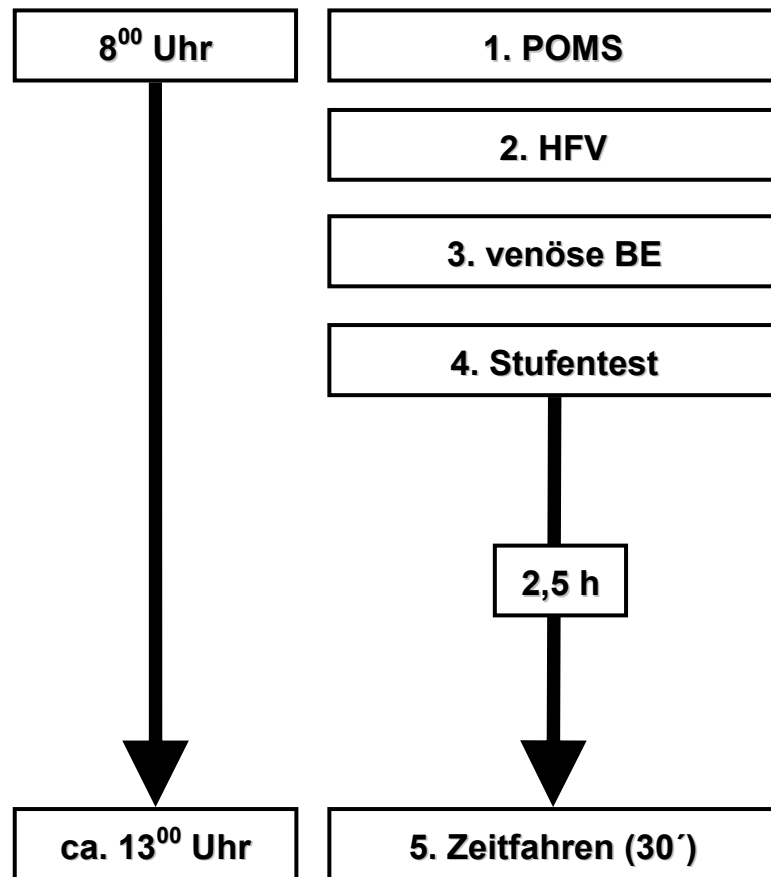 8⁰⁰ Uhr
1. POMS
2. HFV
3. venöse BE
4. Stufentest
2,5 h
ca. 13⁰⁰ Uhr
5. Zeitfahren (30´)